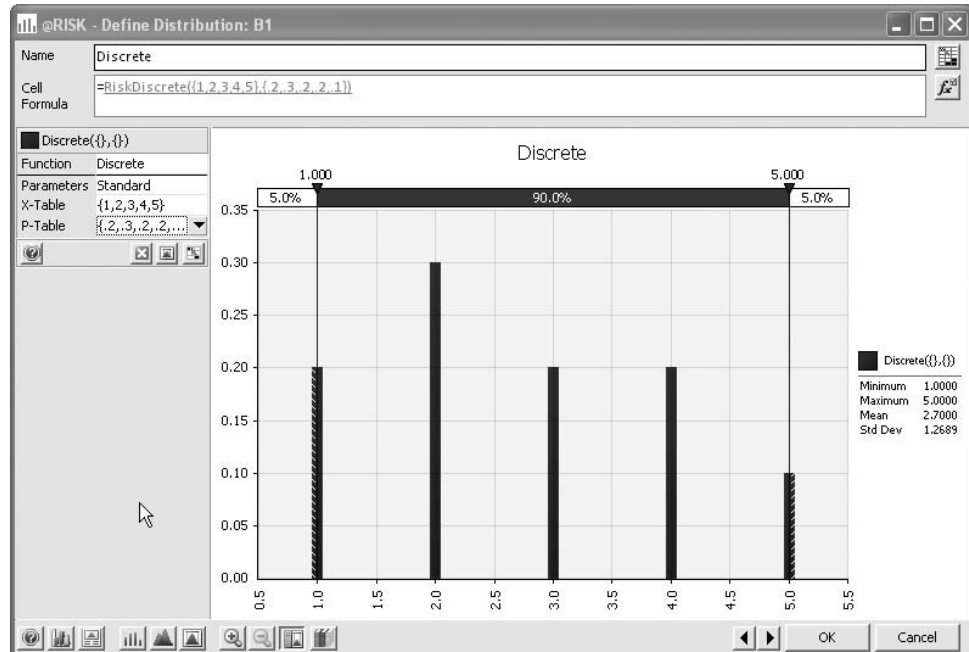 @RISK - Define Distribution: B1
Name Discrete
Cell Formula =RiskDiscrete({1,2,3,4,5},{.2,.3,.2,.2,.1})
Discrete({},{})
Function Discrete
Parameters Standard
X-Table {1,2,3,4,5}
P-Table {.2,.3,.2,.2,...
Discrete
1.000 5.000
5.0% 90.0% 5.0%
0.35
0.30
0.25
0.20
0.15
0.10
0.05
0.00
0.5 1.0 1.5 2.0 2.5 3.0 3.5 4.0 4.5 5.0 5.5
Discrete({},{})
Minimum 1.0000
Maximum 5.0000
Mean 2.7000
Std Dev 1.2689
OK Cancel